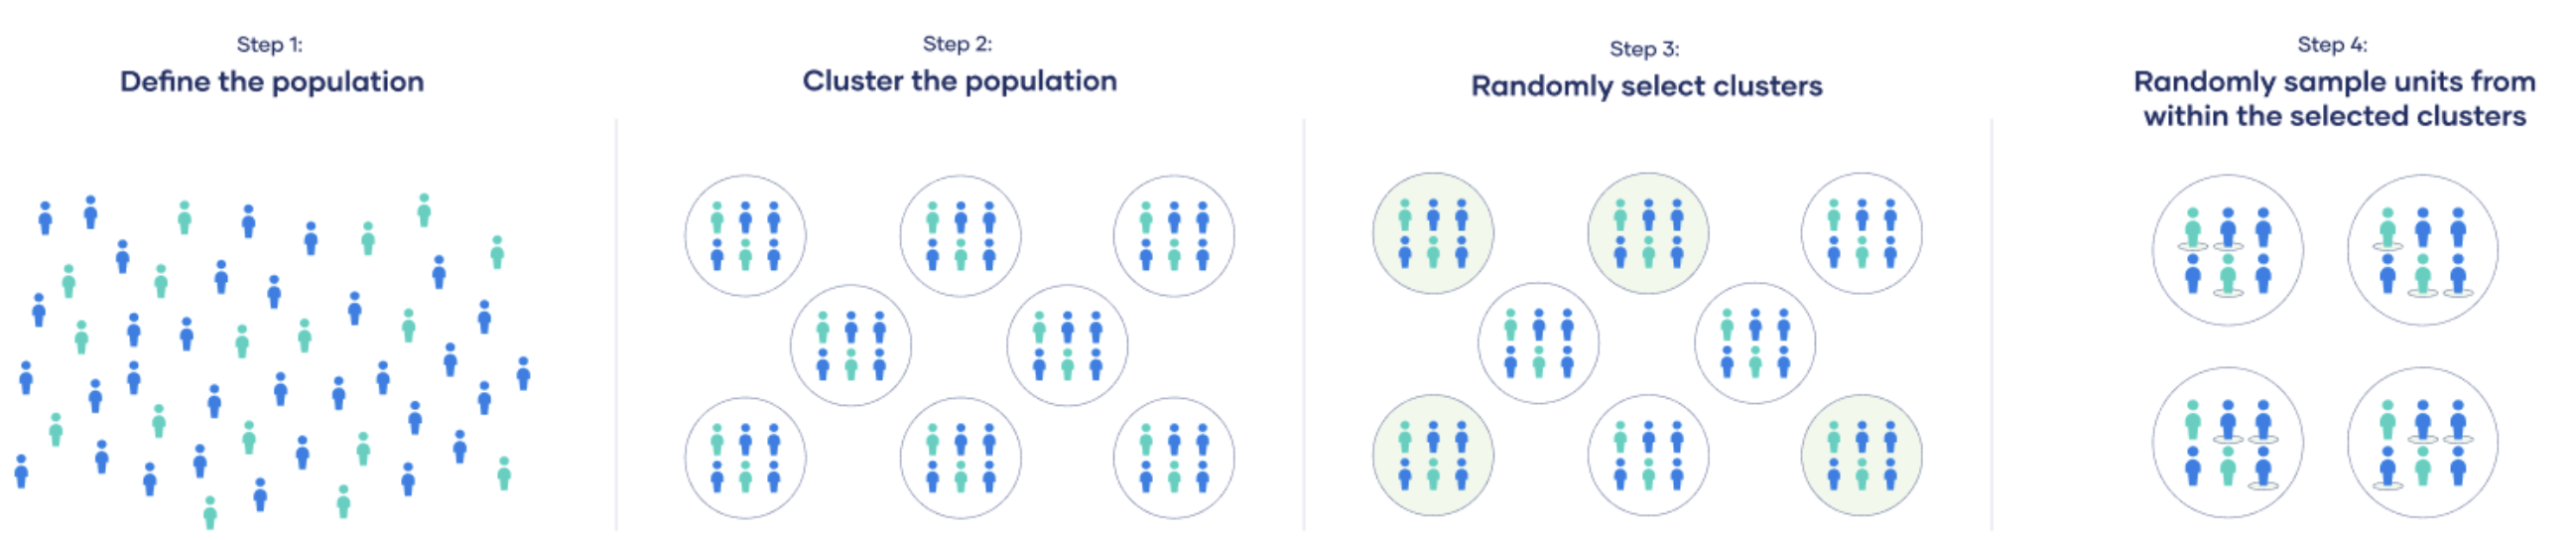 Step 1:
Define the population
Step 2:
Cluster the population
Step 3:
Randomly select clusters
Step 4:
Randomly sample units from
within the selected clusters